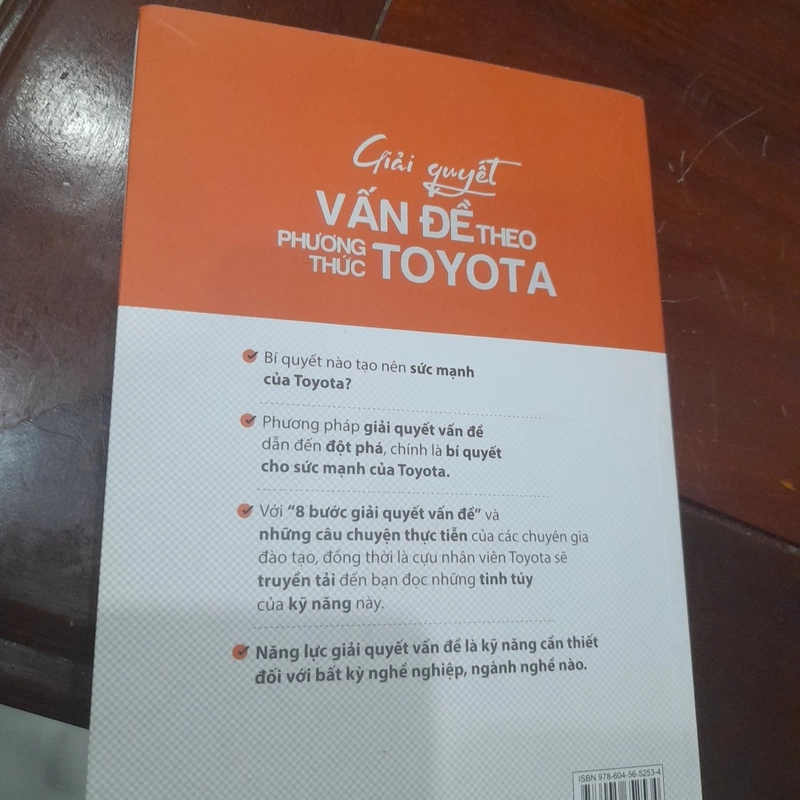 Giải quyết
VẤN ĐỀ THEO
PHƯƠNG THỨC TOYOTA
Bí quyết nào tạo nên sức mạnh
của Toyota?
Phương pháp giải quyết vấn đề
dẫn đến đột phá, chính là bí quyết
cho sức mạnh của Toyota.
Với "8 bước giải quyết vấn đề" và
những câu chuyện thực tiễn của các chuyên gia
đào tạo, đồng thời là cựu nhân viên Toyota sẽ
truyền tải đến bạn đọc những tinh túy
của kỹ năng này.
Năng lực giải quyết vấn đề là kỹ năng cần thiết
đối với bất kỳ nghề nghiệp, ngành nghề nào.
ISBN 978-604-56-5253-4